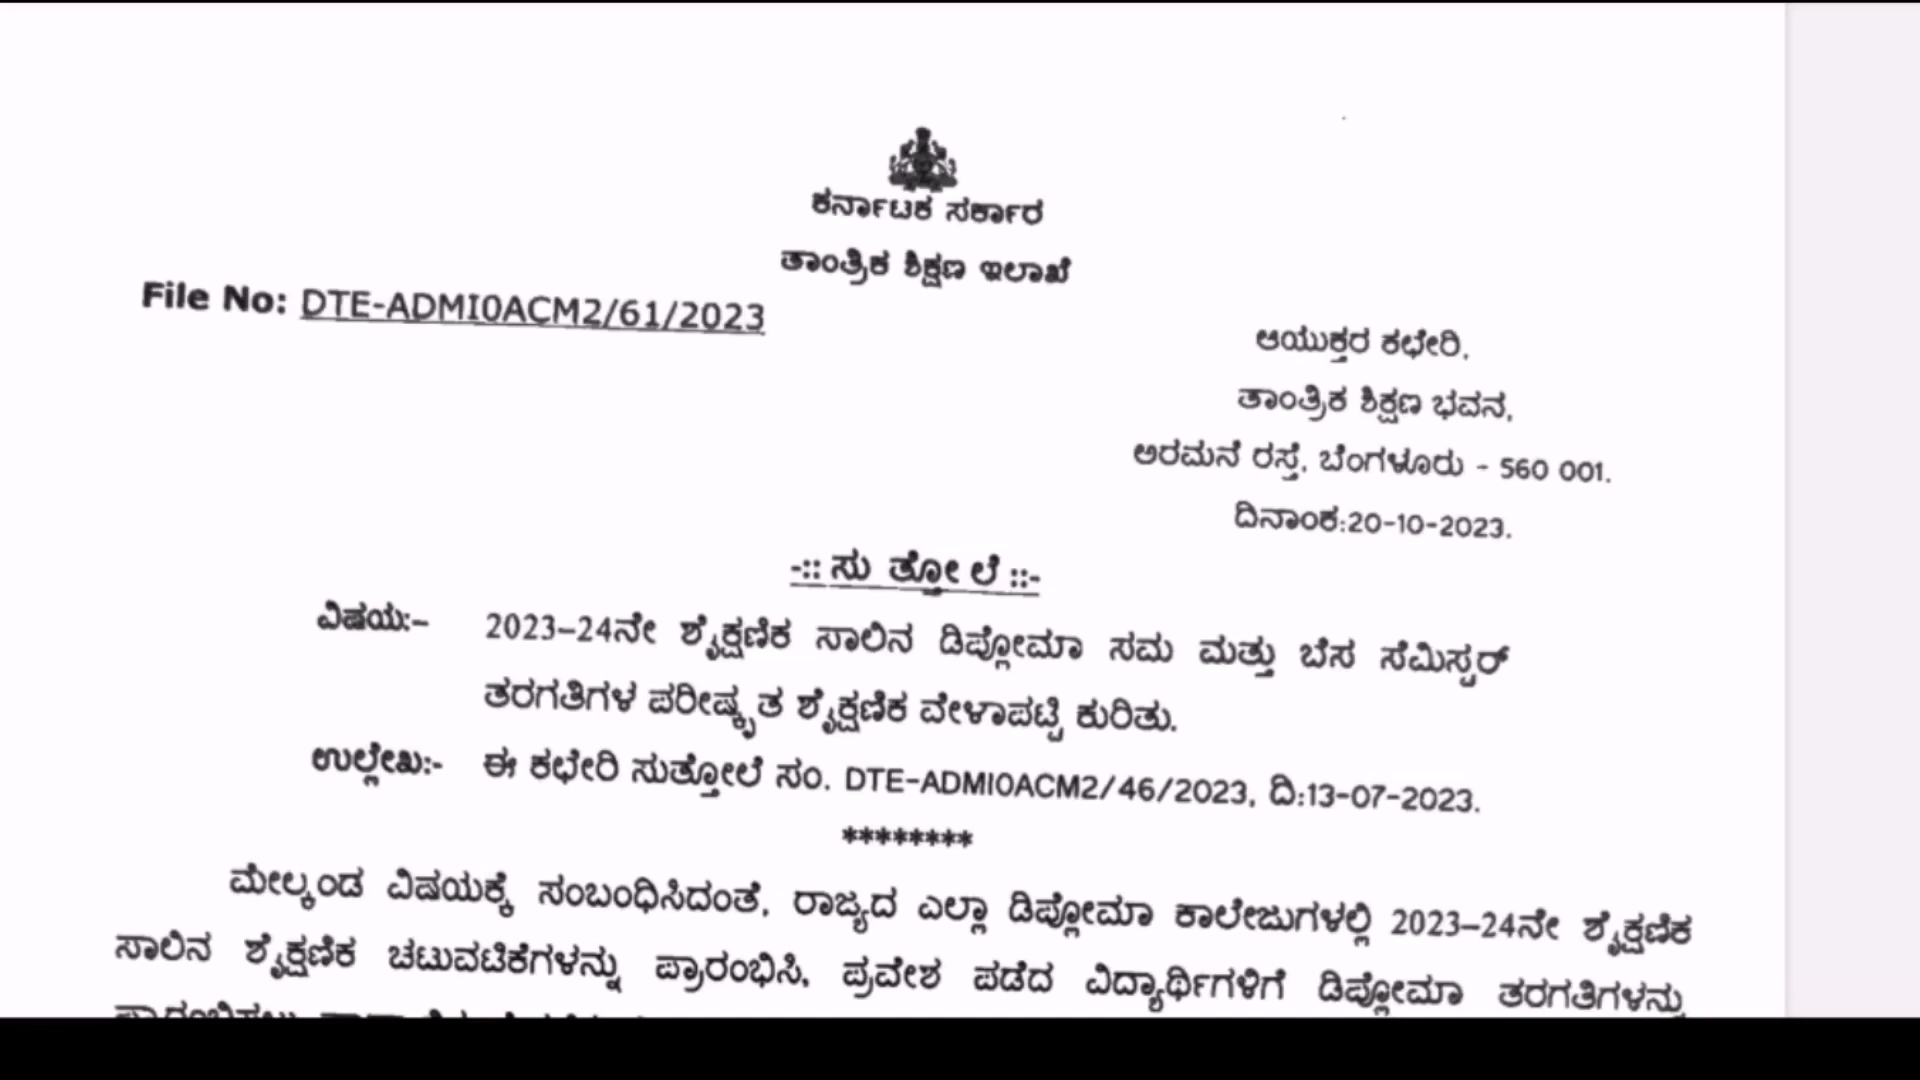 ಕರ್ನಾಟಕ ಸರ್ಕಾರ
ತಾಂತ್ರಿಕ ಶಿಕ್ಷಣ ಇಲಾಖೆ
File No: DTE-ADMI0ACM2/61/2023
ಆಯುಕ್ತರ ಕಛೇರಿ,
ತಾಂತ್ರಿಕ ಶಿಕ್ಷಣ ಭವನ,
ಅರಮನೆ ರಸ್ತೆ, ಬೆಂಗಳೂರು - 560 001.
ದಿನಾಂಕ:20-10-2023.
-:: ಸು ತ್ತೋ ಲೆ ::-
ವಿಷಯ:– 2023–24ನೇ ಶೈಕ್ಷಣಿಕ ಸಾಲಿನ ಡಿಪ್ಲೋಮಾ ಸಮ ಮತ್ತು ಬೆಸ ಸೆಮಿಸ್ಟರ್
ತರಗತಿಗಳ ಪರೀಷ್ಕೃತ ಶೈಕ್ಷಣಿಕ ವೇಳಾಪಟ್ಟಿ ಕುರಿತು.
ಉಲ್ಲೇಖ:- ಈ ಕಛೇರಿ ಸುತ್ತೋಲೆ ಸಂ. DTE-ADMI0ACM2/46/2023, ದಿ:13-07-2023.
********
ಮೇಲ್ಕಂಡ ವಿಷಯಕ್ಕೆ ಸಂಬಂಧಿಸಿದಂತೆ, ರಾಜ್ಯದ ಎಲ್ಲಾ ಡಿಪ್ಲೋಮಾ ಕಾಲೇಜುಗಳಲ್ಲಿ 2023–24ನೇ ಶೈಕ್ಷಣಿಕ
ಸಾಲಿನ ಶೈಕ್ಷಣಿಕ ಚಟುವಟಿಕೆಗಳನ್ನು ಪ್ರಾರಂಭಿಸಿ, ಪ್ರವೇಶ ಪಡೆದ ವಿದ್ಯಾರ್ಥಿಗಳಿಗೆ ಡಿಪ್ಲೋಮಾ ತರಗತಿಗಳನ್ನು